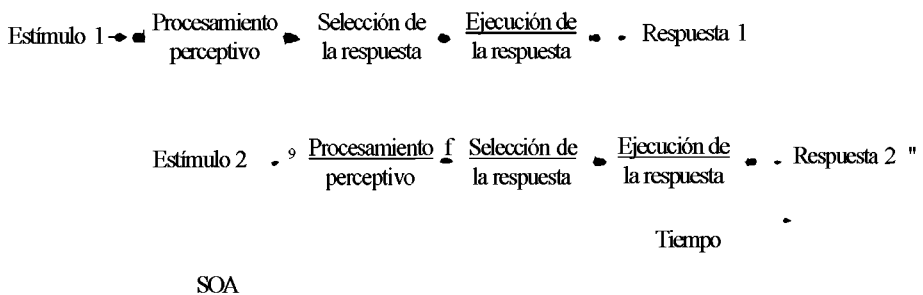 Estímulo 1 Procesamiento perceptivo Selección de la respuesta Ejecución de la respuesta Respuesta 1
Estímulo 2 9 Procesamiento perceptivo f Selección de la respuesta Ejecución de la respuesta Respuesta 2 "
Tiempo
SOA